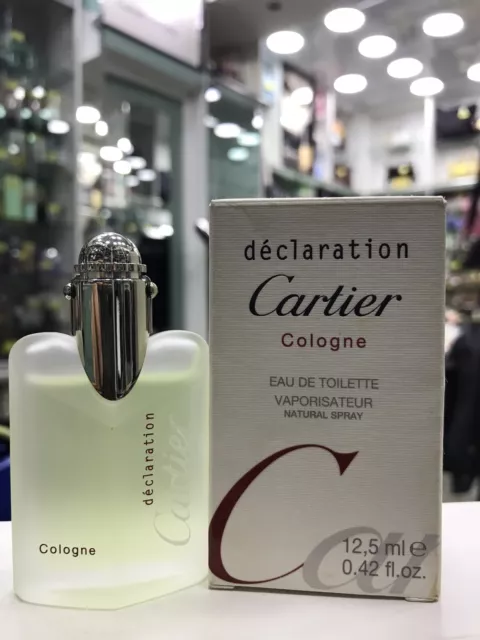 déclaration
Cartier
Cologne
déclaration
Cartier
Cologne
EAU DE TOILETTE
VAPORISATEUR
NATURAL SPRAY
Car
12,5 ml e
0.42 fl.oz.